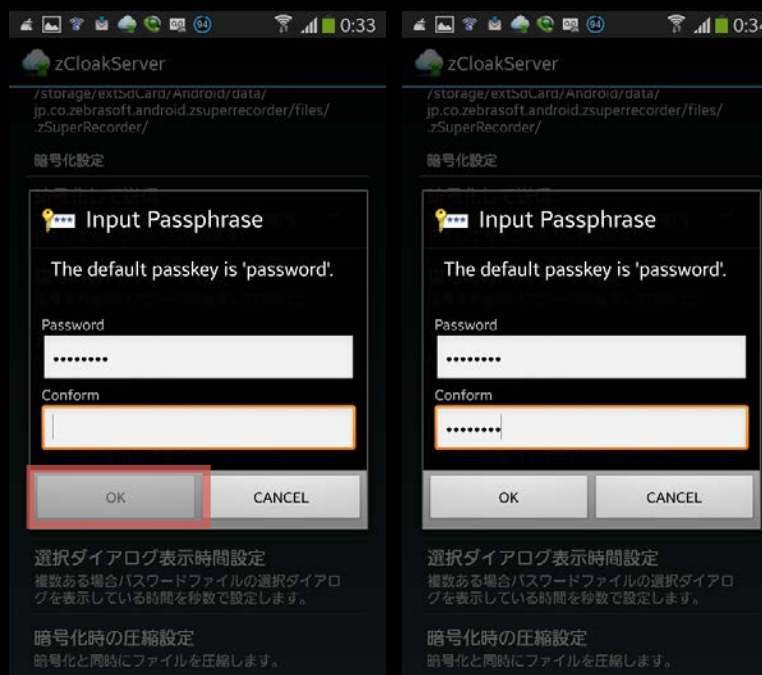 94
0:33
zCloakServer
/storage/extSdCard/Android/data/
jp.co.zebrasoft.android.zsuperrecorder/files/
.zSuperRecorder/
暗号化設定
暗号化して送信
Input Passphrase
The default passkey is 'password'.
Password
••••••••
Conform
OK
CANCEL
選択ダイアログ表示時間設定
複数ある場合パスワードファイルの選択ダイアロ
グを表示している時間を秒数で設定します。
暗号化時の圧縮設定
暗号化と同時にファイルを圧縮します。
94
0:34
zCloakServer
/storage/extSdCard/Android/data/
jp.co.zebrasoft.android.zsuperrecorder/files/
.zSuperRecorder/
暗号化設定
Input Passphrase
The default passkey is 'password'.
Password
••••••••
Conform
••••••••
OK
CANCEL
選択ダイアログ表示時間設定
複数ある場合パスワードファイルの選択ダイアロ
グを表示している時間を秒数で設定します。
暗号化時の圧縮設定
暗号化と同時にファイルを圧縮します。